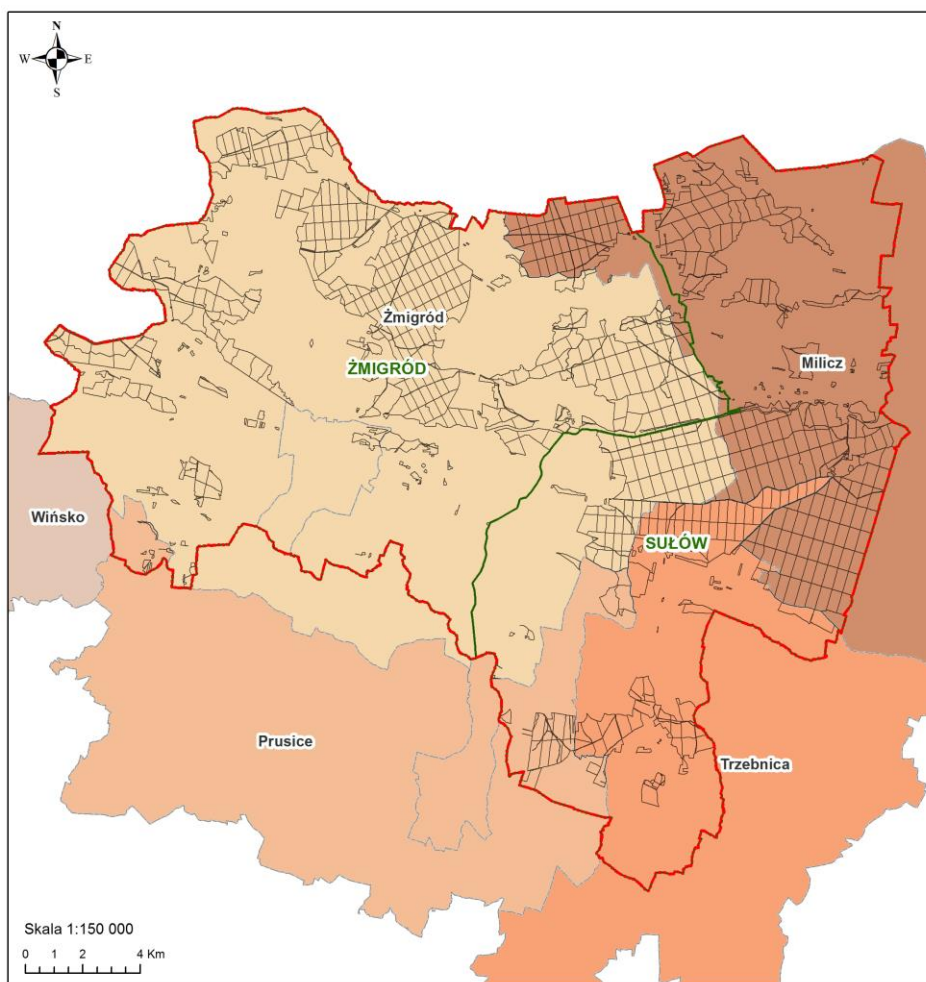 N
W E
S
Żmigród
ŻMIGRÓD
Milicz
Wińsko
SUŁÓW
Prusice
Trzebnica
Skala 1:150 000
0 1 2 4 Km